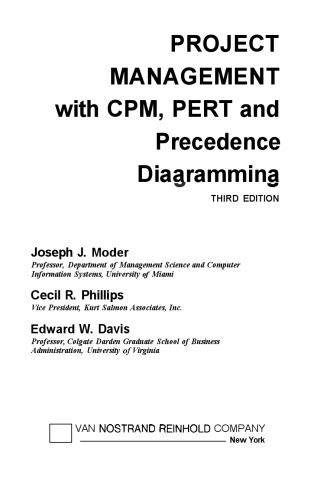 PROJECT
MANAGEMENT
with CPM, PERT and
Precedence
Diagramming
THIRD EDITION
Joseph J. Moder
Professor, Department of Management Science and Computer
Information Systems, University of Miami
Cecil R. Phillips
Vice President, Kurt Salmon Associates, Inc.
Edward W. Davis
Professor, Colgate Darden Graduate School of Business
Administration, University of Virginia
VAN NOSTRAND REINHOLD COMPANY
New York